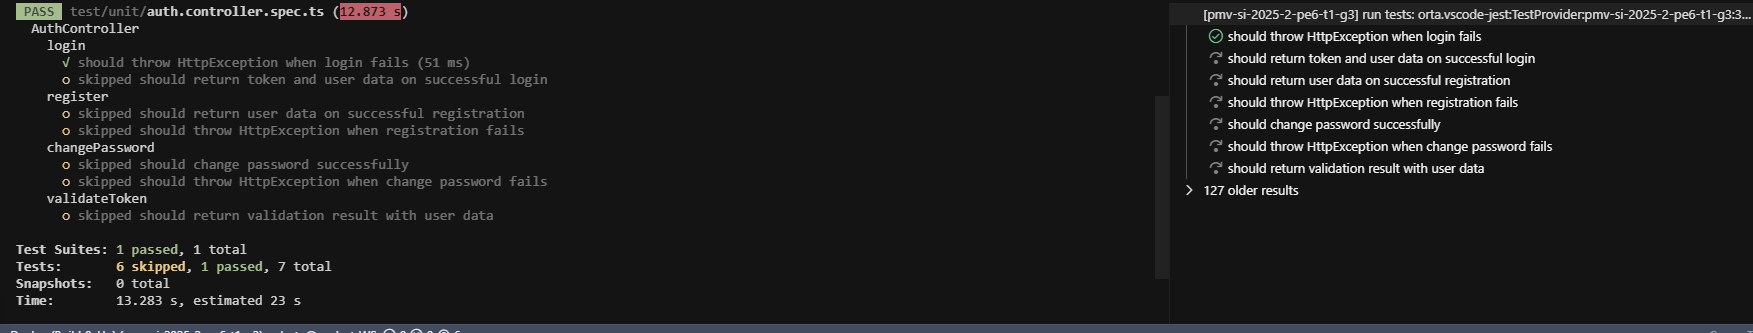 PASS test/unit/auth.controller.spec.ts (12.873 s)
AuthController
login
√ should throw HttpException when login fails (51 ms)
o skipped should return token and user data on successful login
register
o skipped should return user data on successful registration
o skipped should throw HttpException when registration fails
changePassword
o skipped should change password successfully
o skipped should throw HttpException when change password fails
validateToken
o skipped should return validation result with user data
Test Suites: 1 passed, 1 total
Tests: 6 skipped, 1 passed, 7 total
Snapshots: 0 total
Time: 13.283 s, estimated 23 s
[pmv-si-2025-2-pe6-t1-g3] run tests: orta.vscode-jest:TestProvider:pmv-si-2025-2-pe6-t1-g3:3...
should throw HttpException when login fails
should return token and user data on successful login
should return user data on successful registration
should throw HttpException when registration fails
should change password successfully
should throw HttpException when change password fails
should return validation result with user data
127 older results